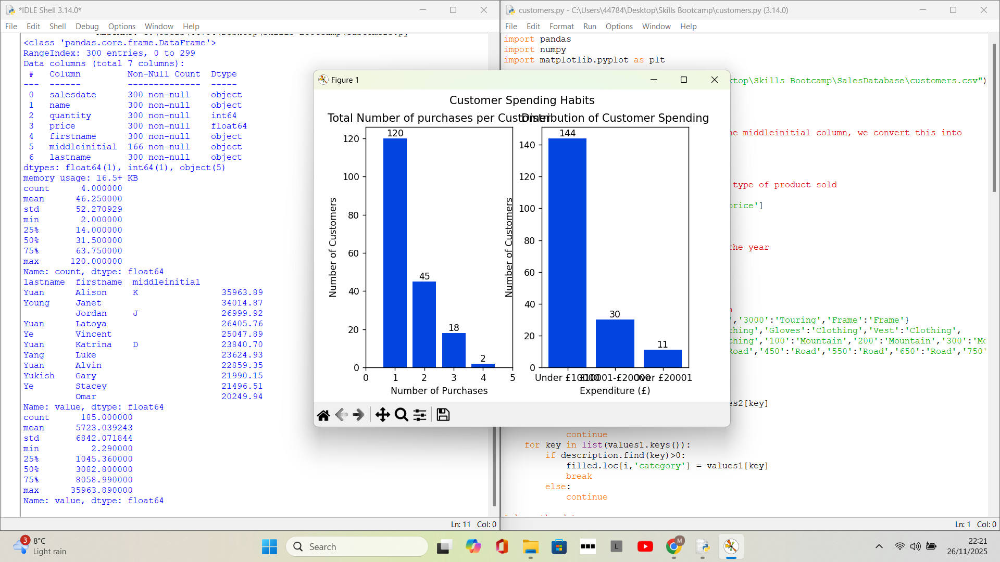 *IDLE Shell 3.14.0*
File Edit Shell Debug Options Window Help
<class 'pandas.core.frame.DataFrame'>
RangeIndex: 300 entries, 0 to 299
Data columns (total 7 columns):
 #   Column         Non-Null Count  Dtype
---  ------         --------------  -----
 0   salesdate      300 non-null    object
 1   name           300 non-null    object
 2   quantity       300 non-null    int64
 3   price          300 non-null    float64
 4   firstname      300 non-null    object
 5   middleinitial  166 non-null    object
 6   lastname       300 non-null    object
dtypes: float64(1), int64(1), object(5)
memory usage: 16.5+ KB
count      4.000000
mean      46.250000
std       52.270929
min        2.000000
25%       14.000000
50%       31.500000
75%       63.750000
max      120.000000
Name: count, dtype: float64
lastname  firstname  middleinitial
Yuan      Alison     K                35963.89
Young     Janet                       34014.87
          Jordan     J                26999.92
Yuan      Latoya                      26405.76
Ye        Vincent                     25047.89
Yuan      Katrina    D                23840.70
Yang      Luke                        23624.93
Yuan      Alvin                       22859.35
Yukish    Gary                        21990.15
Ye        Stacey                      21496.51
          Omar                        20249.94
Name: value, dtype: float64
count      185.000000
mean      5723.039243
std       6842.071844
min          2.290000
25%       1045.360000
50%       3082.800000
75%       8058.990000
max      35963.890000
Name: value, dtype: float64
Ln: 11 Col: 0
customers.py - C:\Users\44784\Desktop\Skills Bootcamp\customers.py (3.14.0)
File Edit Format Run Options Window Help
import pandas
import numpy
import matplotlib.pyplot as plt
ktop\Skills Bootcamp\SalesDatabase\customers.csv")
he middleinitial column, we convert this into
type of product sold
price']
the year
,'3000':'Touring','Frame':'Frame'}
thing','Gloves':'Clothing','Vest':'Clothing',
thing','100':'Mountain','200':'Mountain','300':'Mo
Road','450':'Road','550':'Road','650':'Road','750'
es2[key]
continue
for key in list(values1.keys()):
if description.find(key)>0:
filled.loc[i,'category'] = values1[key]
break
else:
continue
Ln: 1 Col: 0
Figure 1
Customer Spending Habits
Total Number of purchases per Customer
120
45
18
2
120
100
80
60
40
20
0
Number of Customers
0 1 2 3 4 5
Number of Purchases
Distribution of Customer Spending
144
30
11
140
120
100
80
60
40
20
0
Number of Customers
Under £10000 £10001-£20000 Over £20001
Expenditure (£)
3
8°C
Light rain
Search
L
M
22:21
26/11/2025